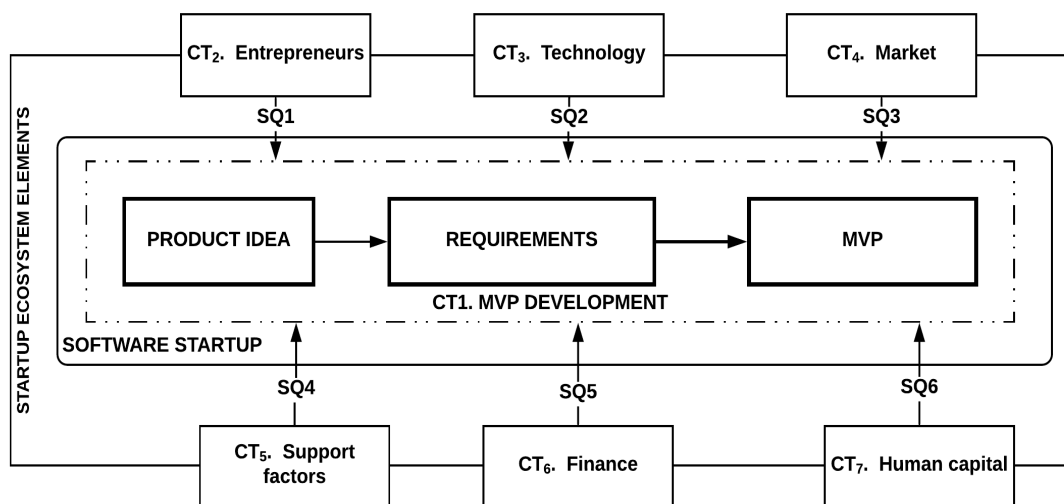 CT₂. Entrepreneurs
CT₃. Technology
CT₄. Market
SQ1
SQ2
SQ3
STARTUP ECOSYSTEM ELEMENTS
PRODUCT IDEA
REQUIREMENTS
MVP
CT1. MVP DEVELOPMENT
SOFTWARE STARTUP
SQ4
SQ5
SQ6
CT₅. Support
factors
CT₆. Finance
CT₇. Human capital